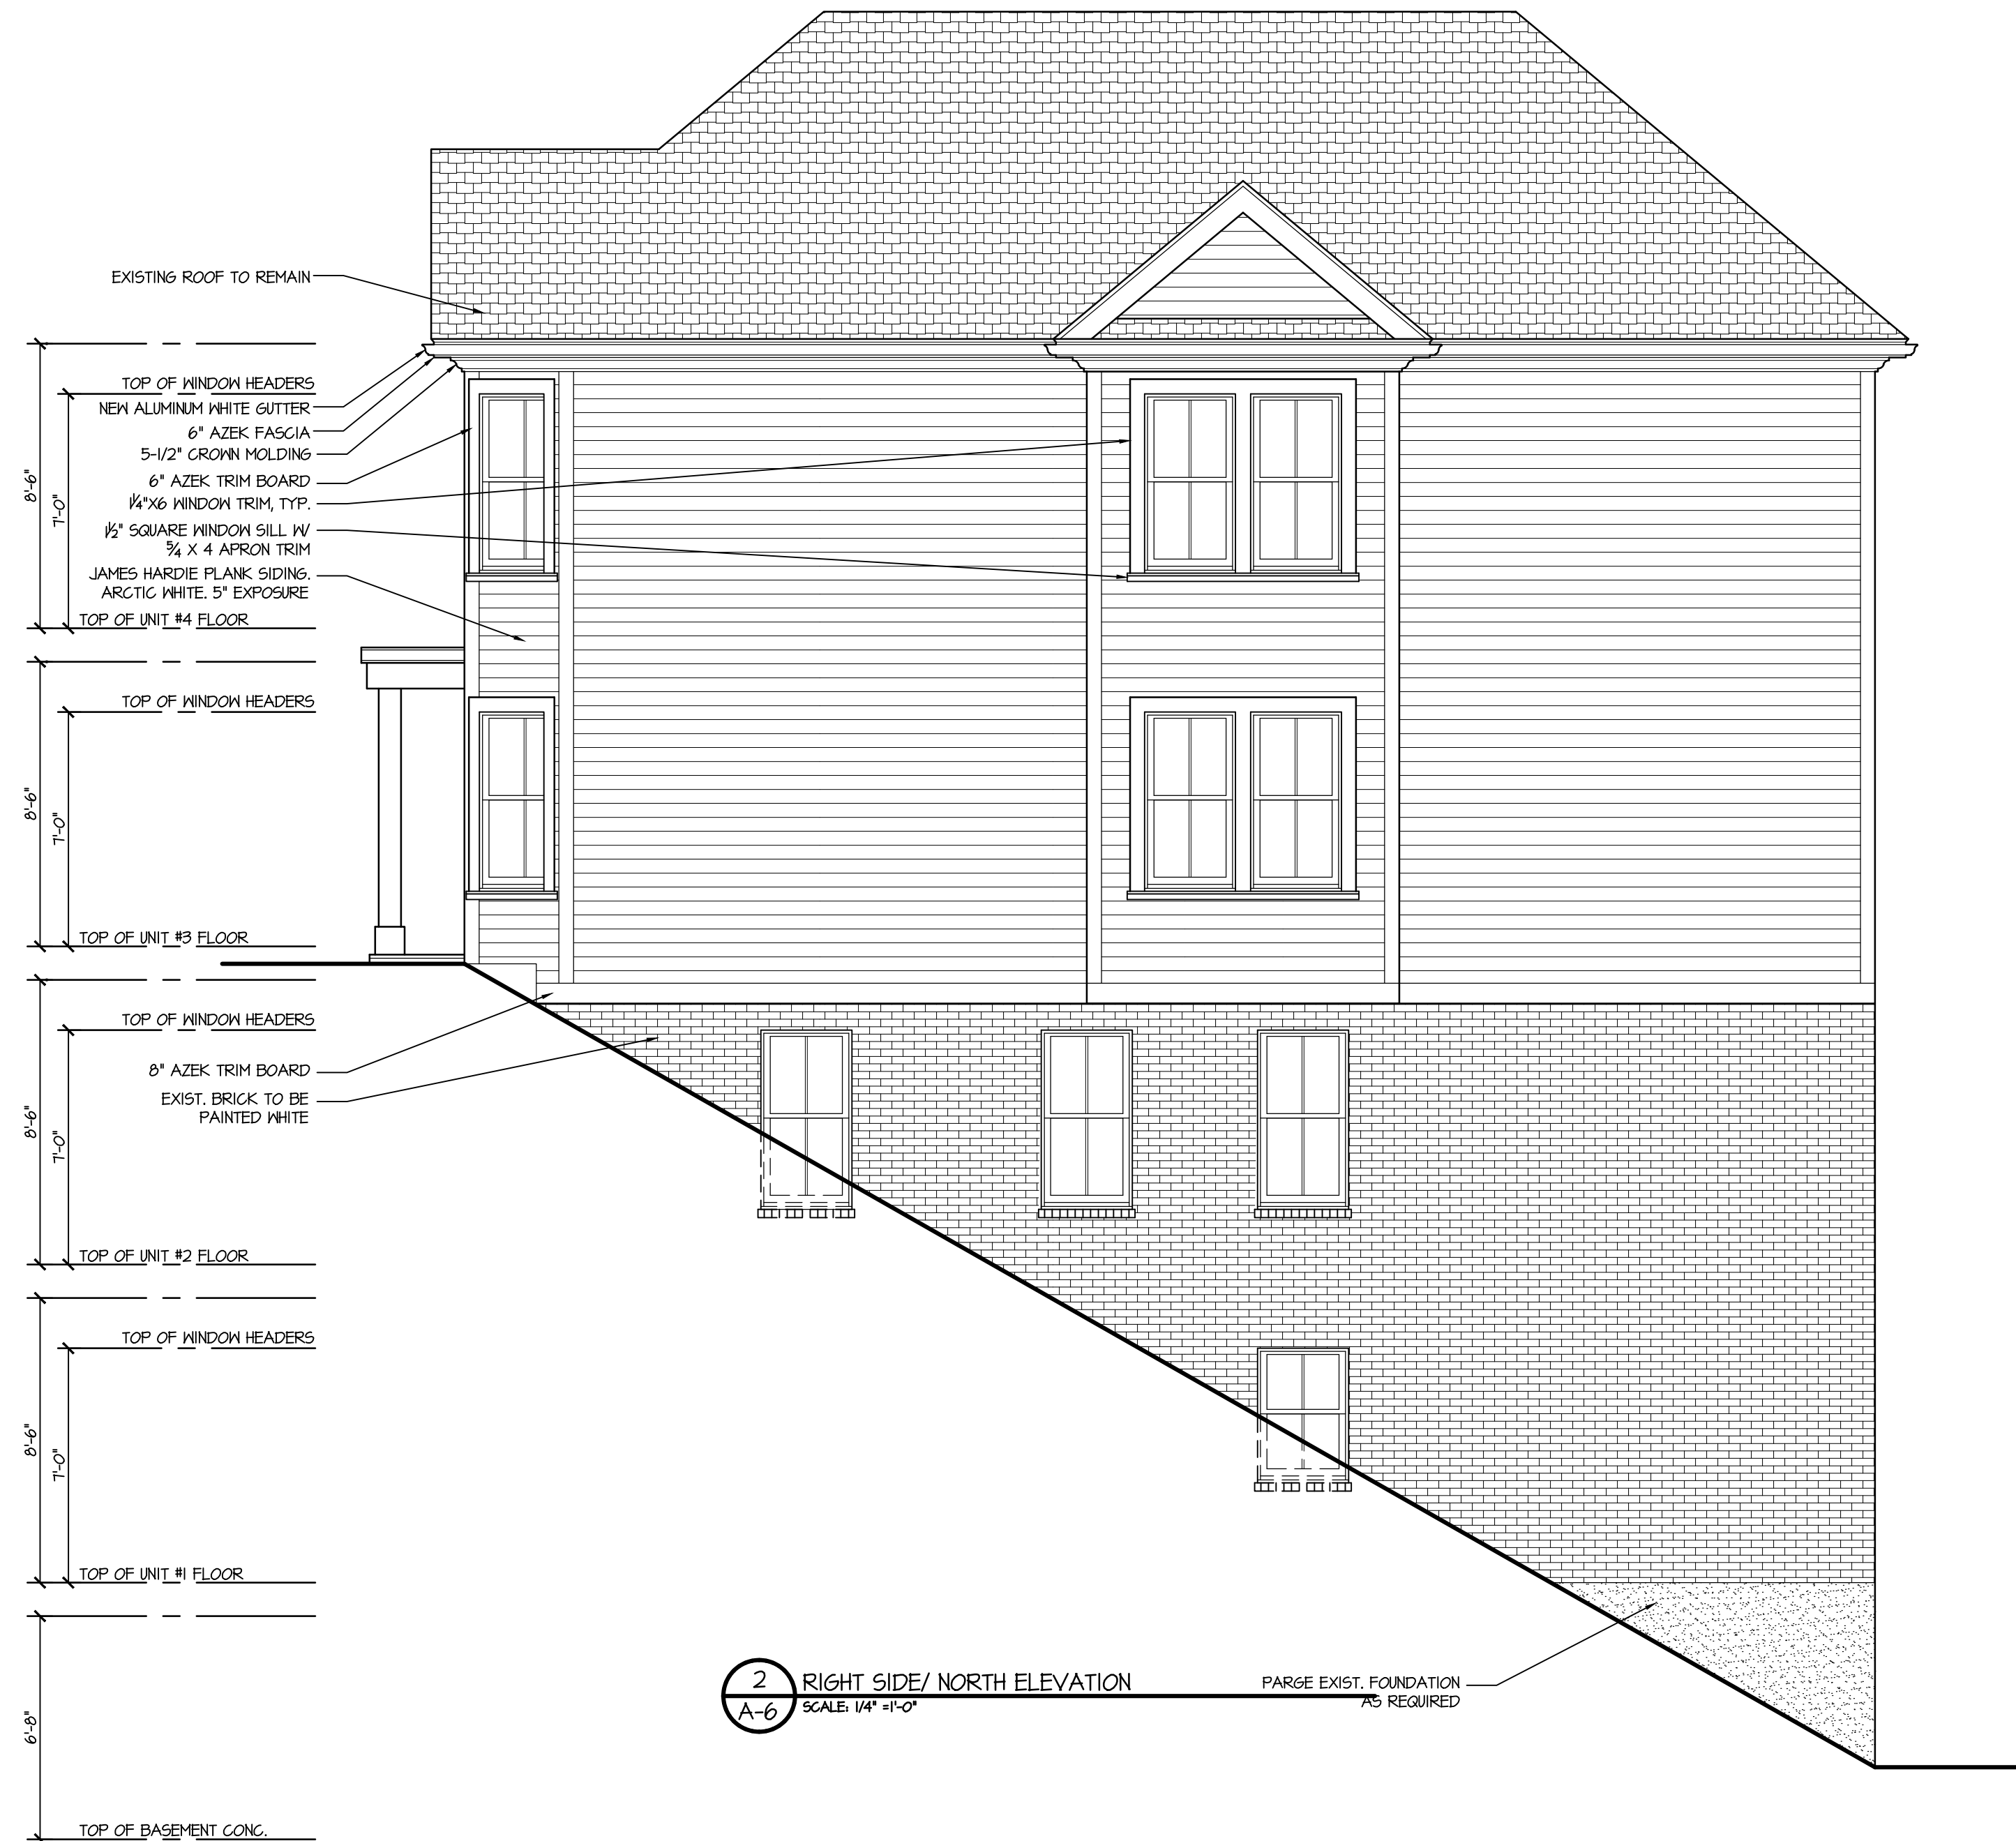 EXISTING ROOF TO REMAIN
TOP OF WINDOW HEADERS
NEW ALUMINUM WHITE GUTTER
6" AZEK FASCIA
5-1/2" CROWN MOLDING
6" AZEK TRIM BOARD
1/4"X6 WINDOW TRIM, TYP.
1½" SQUARE WINDOW SILL W/
5/4 X 4 APRON TRIM
JAMES HARDIE PLANK SIDING.
ARCTIC WHITE. 5" EXPOSURE
8'-6"
7'-0"
TOP OF UNIT #4 FLOOR
TOP OF WINDOW HEADERS
8'-6"
7'-0"
TOP OF UNIT #3 FLOOR
TOP OF WINDOW HEADERS
8" AZEK TRIM BOARD
EXIST. BRICK TO BE
PAINTED WHITE
8'-6"
7'-0"
TOP OF UNIT #2 FLOOR
TOP OF WINDOW HEADERS
8'-6"
7'-0"
TOP OF UNIT #1 FLOOR
6'-8"
TOP OF BASEMENT CONC.
2
A-6
RIGHT SIDE/ NORTH ELEVATION
SCALE: 1/4" =1'-0"
PARGE EXIST. FOUNDATION
AS REQUIRED